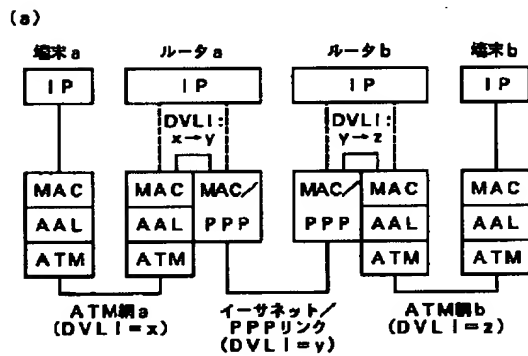 (a)
端末a ルータa ルータb 端末b
IP IP IP IP
DVLI: DVLI:
x→y y→z
MAC MAC MAC／ MAC／ MAC MAC
AAL AAL PPP PPP AAL AAL
ATM ATM ATM ATM
ATM網a イーサネット／ ATM網b
(DVLI=x) PPPリンク (DVLI=z)
(DVLI=y)